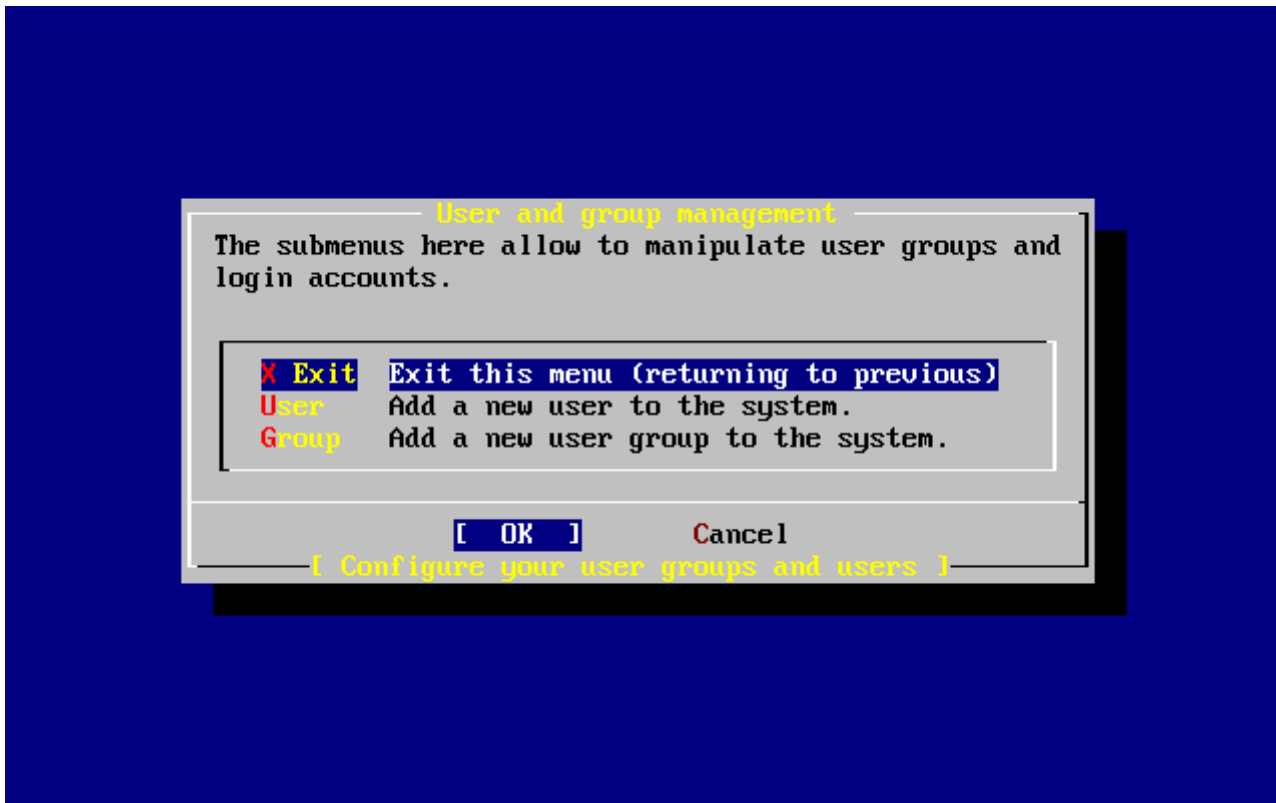 User and group management
The submenus here allow to manipulate user groups and
login accounts.
X Exit Exit this menu (returning to previous)
User Add a new user to the system.
Group Add a new user group to the system.
[ OK ] Cancel
[ Configure your user groups and users ]